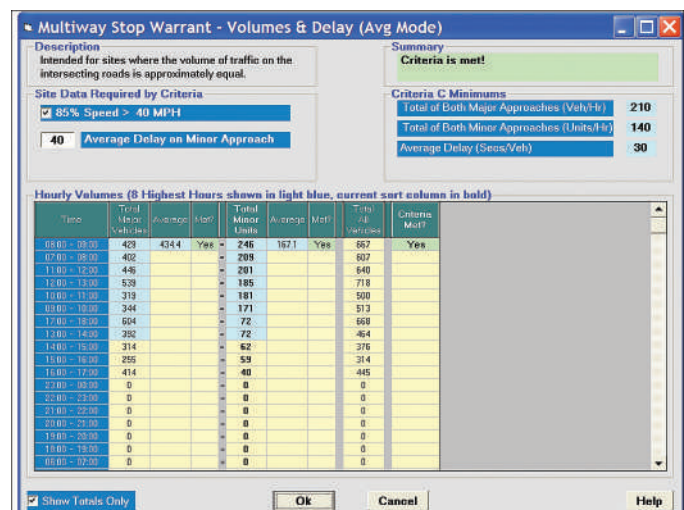 Multiway Stop Warrant - Volumes & Delay (Avg Mode)
Description
Intended for sites where the volume of traffic on the
intersecting roads is approximately equal.
Summary
Criteria is met!
Site Data Required by Criteria
85% Speed > 40 MPH
40 Average Delay on Minor Approach
Criteria C Minimums
Total of Both Major Approaches (Veh/Hr) 210
Total of Both Minor Approaches (Units/Hr) 140
Average Delay (Secs/Veh) 30
Hourly Volumes (8 Highest Hours shown in light blue, current sort column in bold)
Time Total Major Vehicles Average Met? Total Minor Units Average Met? Total All Vehicles Criteria Met?
08:00 - 09:00 429 434.4 Yes - 246 167.1 Yes 667 Yes
07:00 - 08:00 402 - 209 607
11:00 - 12:00 446 - 201 640
12:00 - 13:00 539 - 185 718
10:00 - 11:00 319 - 181 500
09:00 - 10:00 344 - 171 513
17:00 - 18:00 604 - 72 668
13:00 - 14:00 392 - 72 464
14:00 - 15:00 314 - 62 376
15:00 - 16:00 255 - 59 314
16:00 - 17:00 414 - 40 445
23:00 - 00:00 0 - 0 0
22:00 - 23:00 0 - 0 0
21:00 - 22:00 0 - 0 0
20:00 - 21:00 0 - 0 0
19:00 - 20:00 0 - 0 0
18:00 - 19:00 0 - 0 0
06:00 - 07:00 0 - 0 0
Show Totals Only
Ok
Cancel
Help